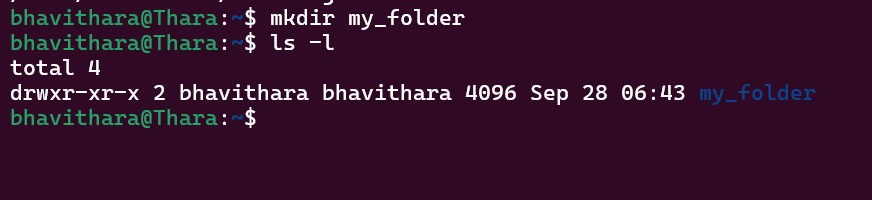 bhavithara@Thara:~$ mkdir my_folder
bhavithara@Thara:~$ ls -l
total 4
drwxr-xr-x 2 bhavithara bhavithara 4096 Sep 28 06:43 my_folder
bhavithara@Thara:~$